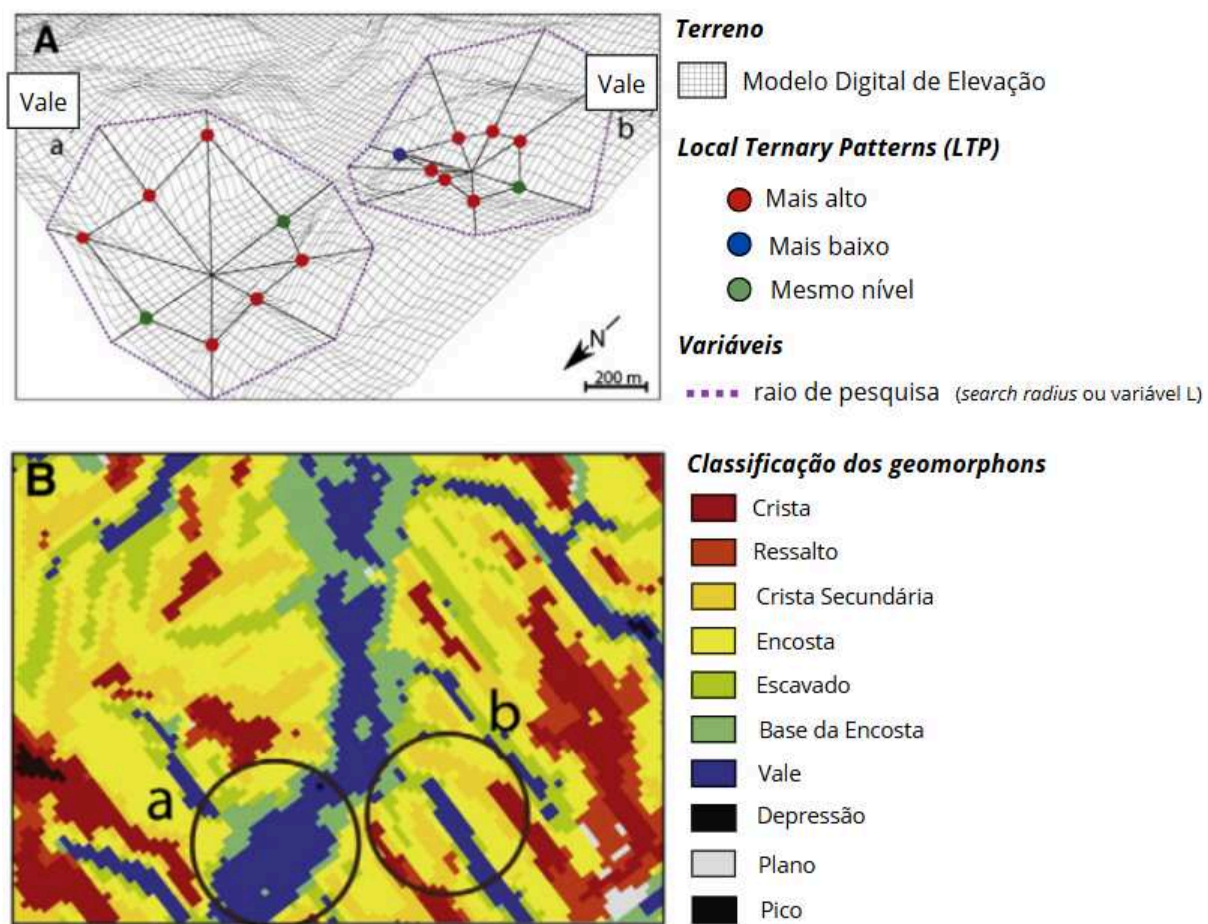 A
Vale
a
Vale
b
N
200 m
Terreno
Modelo Digital de Elevação
Local Ternary Patterns (LTP)
Mais alto
Mais baixo
Mesmo nível
Variáveis
raio de pesquisa (search radius ou variável L)
B
a
b
Classificação dos geomorphons
Crista
Ressalto
Crista Secundária
Encosta
Escavado
Base da Encosta
Vale
Depressão
Plano
Pico